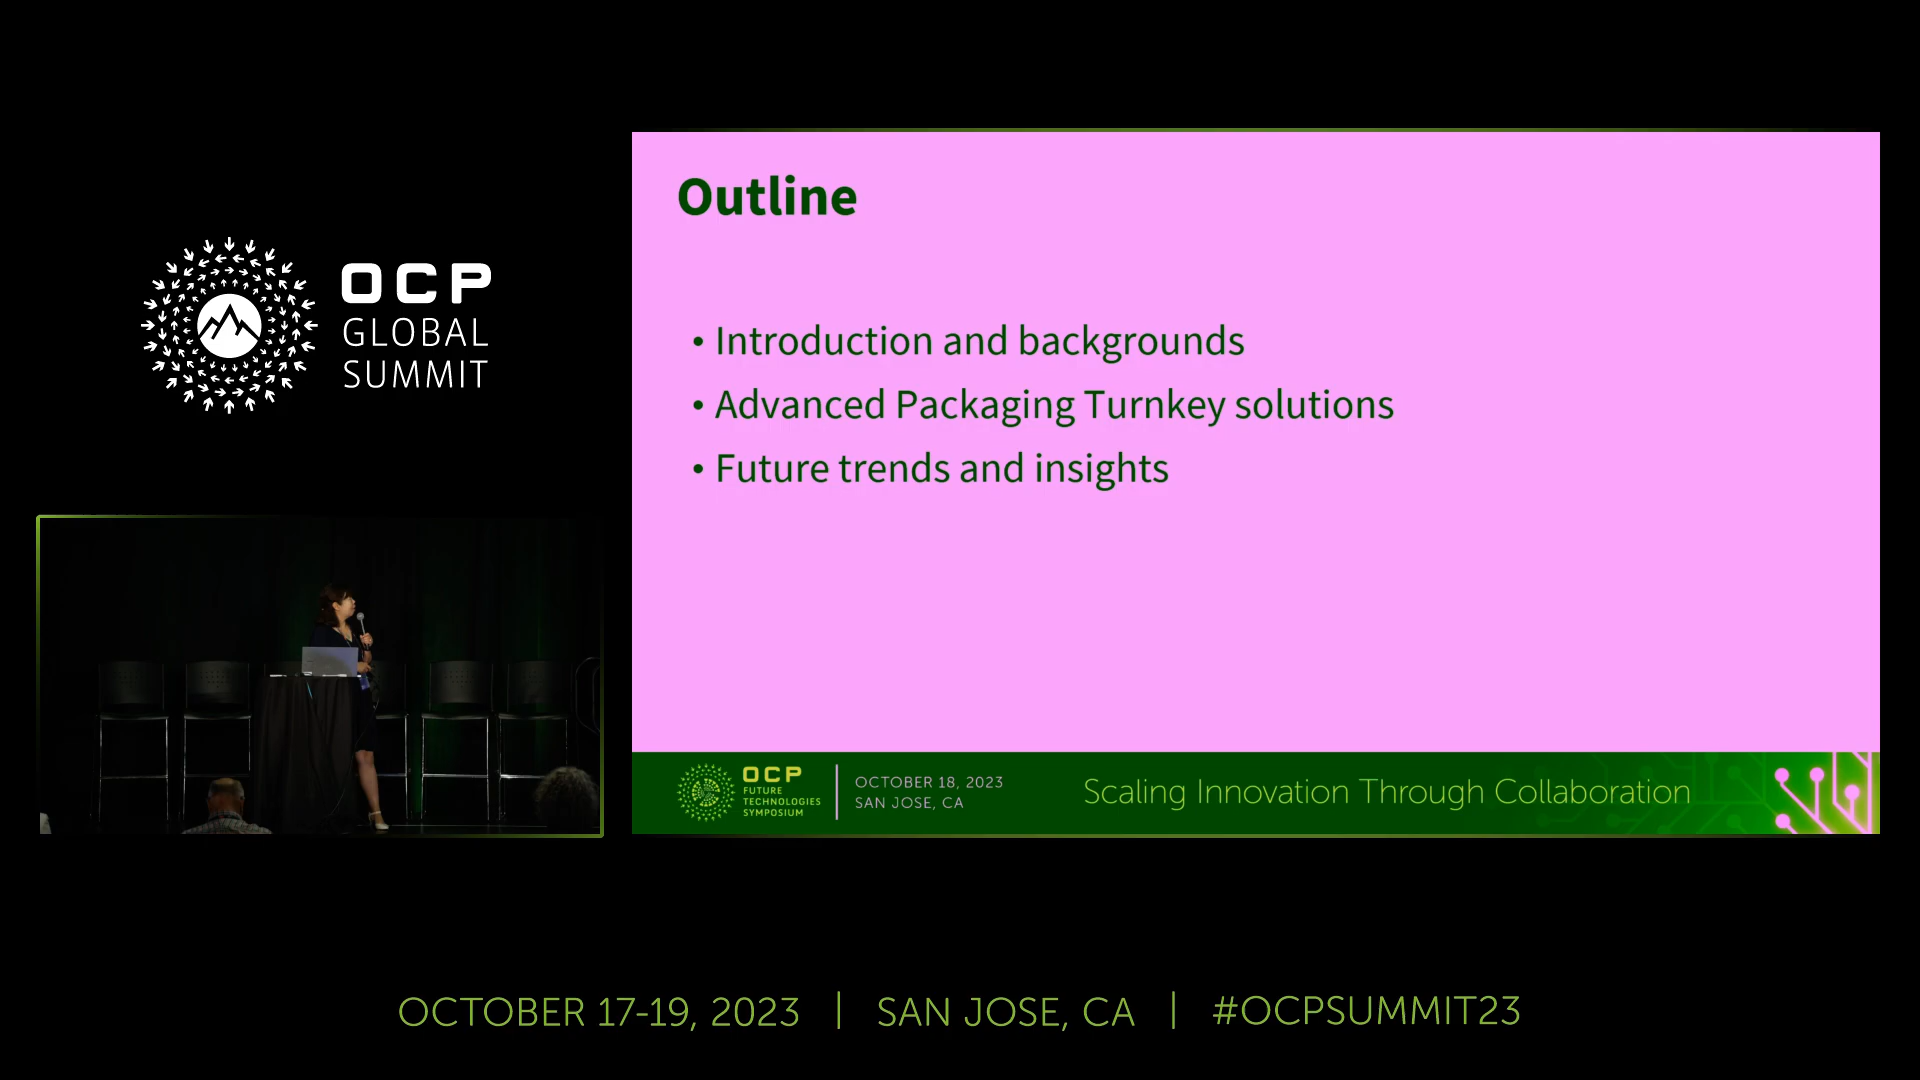 OCP
GLOBAL
SUMMIT
Outline
• Introduction and backgrounds
• Advanced Packaging Turnkey solutions
• Future trends and insights
OCP
FUTURE
TECHNOLOGIES
SYMPOSIUM
OCTOBER 18, 2023
SAN JOSE, CA
Scaling Innovation Through Collaboration
OCTOBER 17-19, 2023 | SAN JOSE, CA | #OCPSUMMIT23